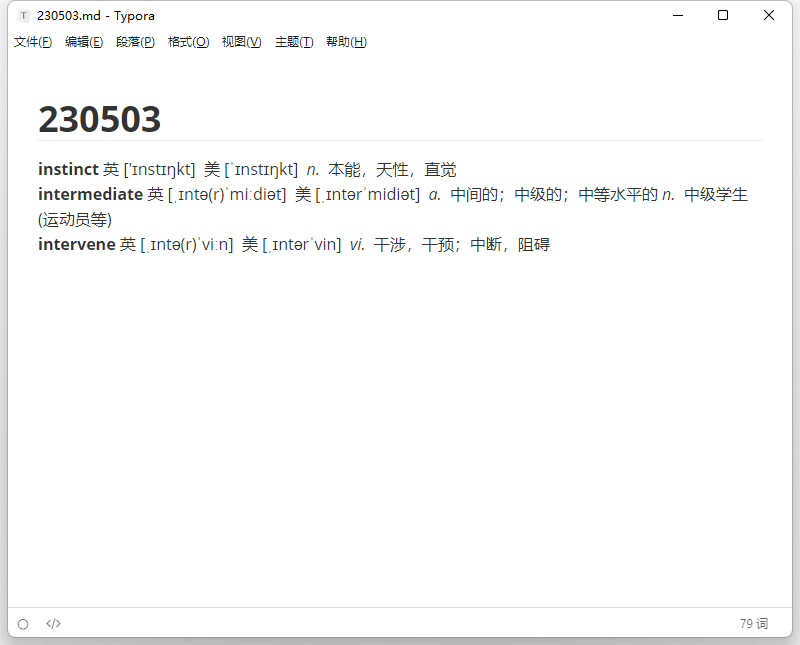 T 230503.md - Typora
文件(F) 编辑(E) 段落(P) 格式(O) 视图(V) 主题(T) 帮助(H)
230503
instinct 英 ['ɪnstɪŋkt] 美 [ˈɪnstɪŋkt] n. 本能，天性，直觉
intermediate 英 [ˌɪntə(r)ˈmiːdiət] 美 [ˌɪntərˈmidiət] a. 中间的；中级的；中等水平的 n. 中级学生
(运动员等)
intervene 英 [ˌɪntə(r)ˈviːn] 美 [ˌɪntərˈvin] vi. 干涉，干预；中断，阻碍
</> 79 词